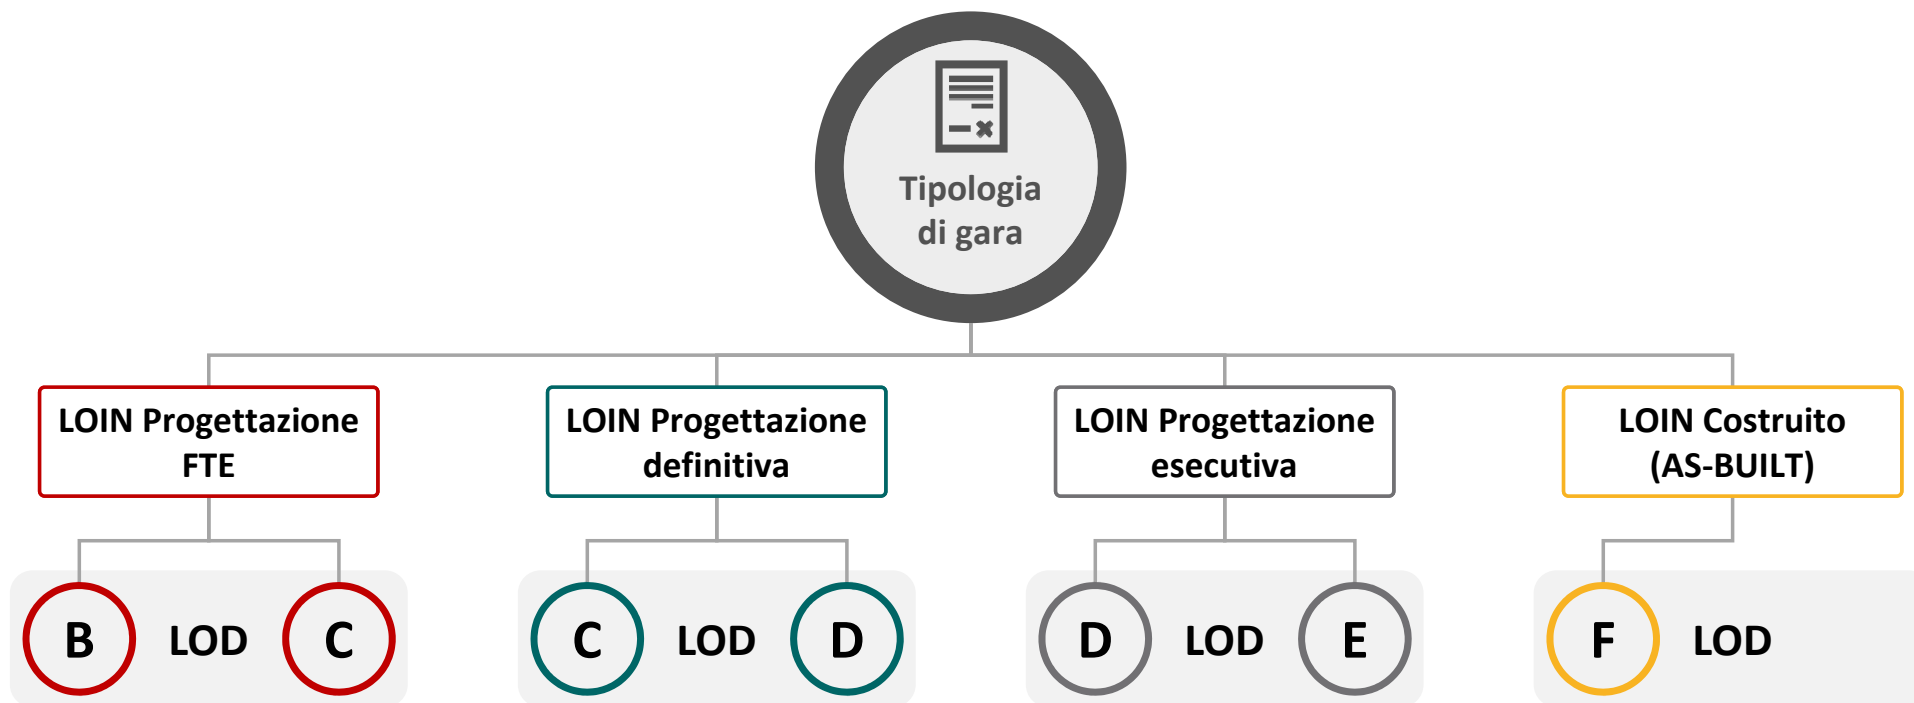 Tipologia
di gara
LOIN Progettazione
FTE
LOIN Progettazione
definitiva
LOIN Progettazione
esecutiva
LOIN Costruito
(AS-BUILT)
B LOD C
C LOD D
D LOD E
F LOD